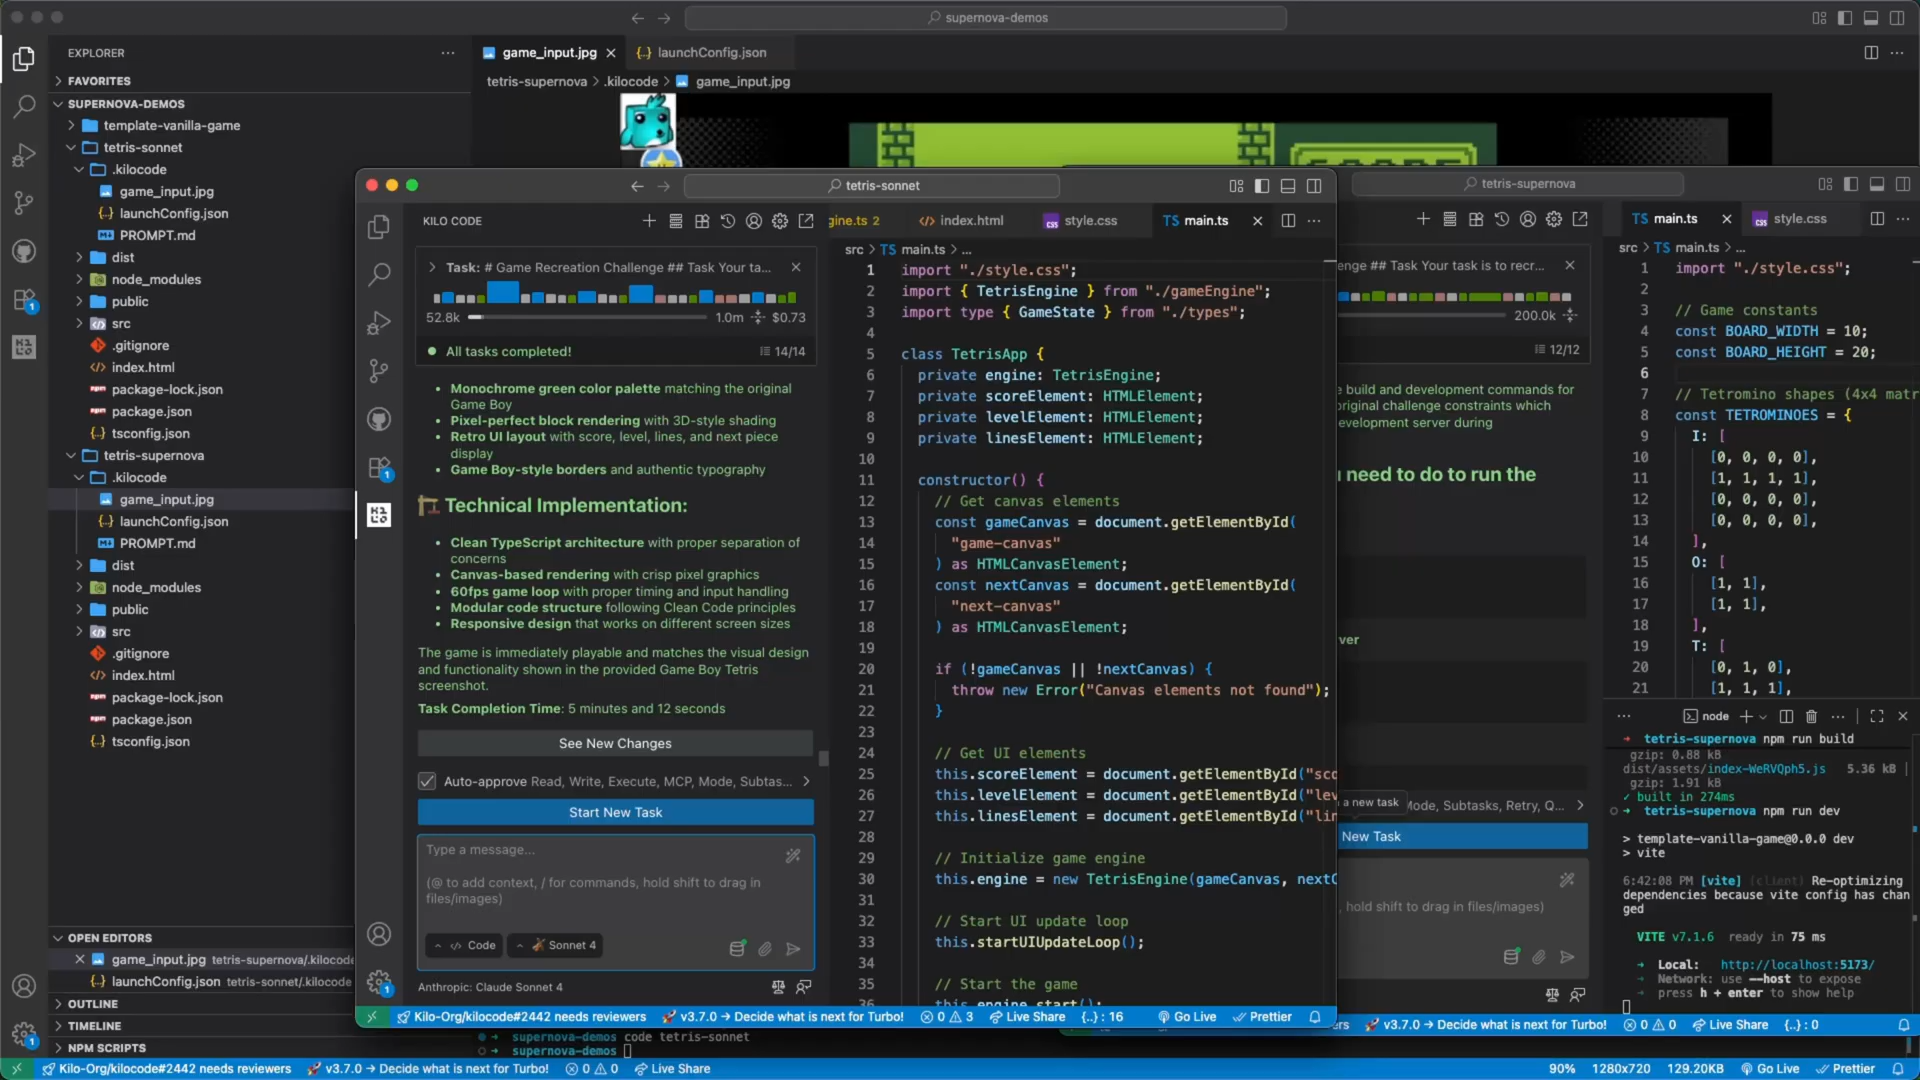 supernova-demos
EXPLORER
FAVORITES
SUPERNOVA-DEMOS
template-vanilla-game
tetris-sonnet
.kilocode
game_input.jpg
launchConfig.json
PROMPT.md
dist
node_modules
public
src
.gitignore
index.html
package-lock.json
package.json
tsconfig.json
tetris-supernova
.kilocode
game_input.jpg
launchConfig.json
PROMPT.md
dist
node_modules
public
src
.gitignore
index.html
package-lock.json
package.json
tsconfig.json
OPEN EDITORS
game_input.jpg tetris-supernova/.kilocode
launchConfig.json tetris-sonnet/.kilocode
OUTLINE
TIMELINE
NPM SCRIPTS
game_input.jpg
launchConfig.json
tetris-supernova > .kilocode > game_input.jpg
tetris-sonnet
KILO CODE
Task: # Game Recreation Challenge ## Task Your ta...
52.8k 1.0m $0.73
All tasks completed! 14/14
• Monochrome green color palette matching the original
Game Boy
• Pixel-perfect block rendering with 3D-style shading
• Retro UI layout with score, level, lines, and next piece
display
• Game Boy-style borders and authentic typography
Technical Implementation:
• Clean TypeScript architecture with proper separation of
concerns
• Canvas-based rendering with crisp pixel graphics
• 60fps game loop with proper timing and input handling
• Modular code structure following Clean Code principles
• Responsive design that works on different screen sizes
The game is immediately playable and matches the visual design
and functionality shown in the provided Game Boy Tetris
screenshot.
Task Completion Time: 5 minutes and 12 seconds
See New Changes
Auto-approve Read, Write, Execute, MCP, Mode, Subtas...
Start New Task
Type a message...
(@ to add context, / for commands, hold shift to drag in
files/images)
Code Sonnet 4
Anthropic: Claude Sonnet 4
gine.ts 2 index.html style.css TS main.ts
src > TS main.ts > ...
1 import "./style.css";
2 import { TetrisEngine } from "./gameEngine";
3 import type { GameState } from "./types";
4
5 class TetrisApp {
6 private engine: TetrisEngine;
7 private scoreElement: HTMLElement;
8 private levelElement: HTMLElement;
9 private linesElement: HTMLElement;
10
11 constructor() {
12 // Get canvas elements
13 const gameCanvas = document.getElementById(
14 "game-canvas"
15 ) as HTMLCanvasElement;
16 const nextCanvas = document.getElementById(
17 "next-canvas"
18 ) as HTMLCanvasElement;
19
20 if (!gameCanvas || !nextCanvas) {
21 throw new Error("Canvas elements not found");
22 }
23
24 // Get UI elements
25 this.scoreElement = document.getElementById("sco
26 this.levelElement = document.getElementById("lev
27 this.linesElement = document.getElementById("lin
28
29 // Initialize game engine
30 this.engine = new TetrisEngine(gameCanvas, nextC
31
32 // Start UI update loop
33 this.startUIUpdateLoop();
34
35 // Start the game
36 this.engine.start();
Kilo-Org/kilocode#2442 needs reviewers v3.7.0 → Decide what is next for Turbo! 0 3 Live Share {..} : 16 Go Live Prettier
tetris-supernova
enge ## Task Your task is to recr...
200.0k
12/12
e build and development commands for
original challenge constraints which
evelopment server during
need to do to run the
ver
a new task
Mode, Subtasks, Retry, Q...
New Task
, hold shift to drag in files/images)
TS main.ts style.css
src > TS main.ts > ...
1 import "./style.css";
2
3 // Game constants
4 const BOARD_WIDTH = 10;
5 const BOARD_HEIGHT = 20;
6
7 // Tetromino shapes (4x4 matr
8 const TETROMINOES = {
9 I: [
10 [0, 0, 0, 0],
11 [1, 1, 1, 1],
12 [0, 0, 0, 0],
13 [0, 0, 0, 0],
14 ],
15 O: [
16 [1, 1],
17 [1, 1],
18 ],
19 T: [
20 [0, 1, 0],
21 [1, 1, 1],
node
→ tetris-supernova npm run build
gzip: 0.88 kB
dist/assets/index-WeRVQph5.js 5.36 kB |
gzip: 1.91 kB
✓ built in 274ms
→ tetris-supernova npm run dev
> template-vanilla-game@0.0.0 dev
> vite
6:42:08 PM [vite] (client) Re-optimizing
dependencies because vite config has chan
ged
VITE v7.1.6 ready in 75 ms
→ Local: http://localhost:5173/
→ Network: use --host to expose
→ press h + enter to show help
ers v3.7.0 → Decide what is next for Turbo! 0 0 Live Share {..} : 0
→ supernova-demos code tetris-sonnet
→ supernova-demos
Kilo-Org/kilocode#2442 needs reviewers v3.7.0 → Decide what is next for Turbo! 0 0 Live Share 90% 1280x720 129.20KB Go Live Prettier